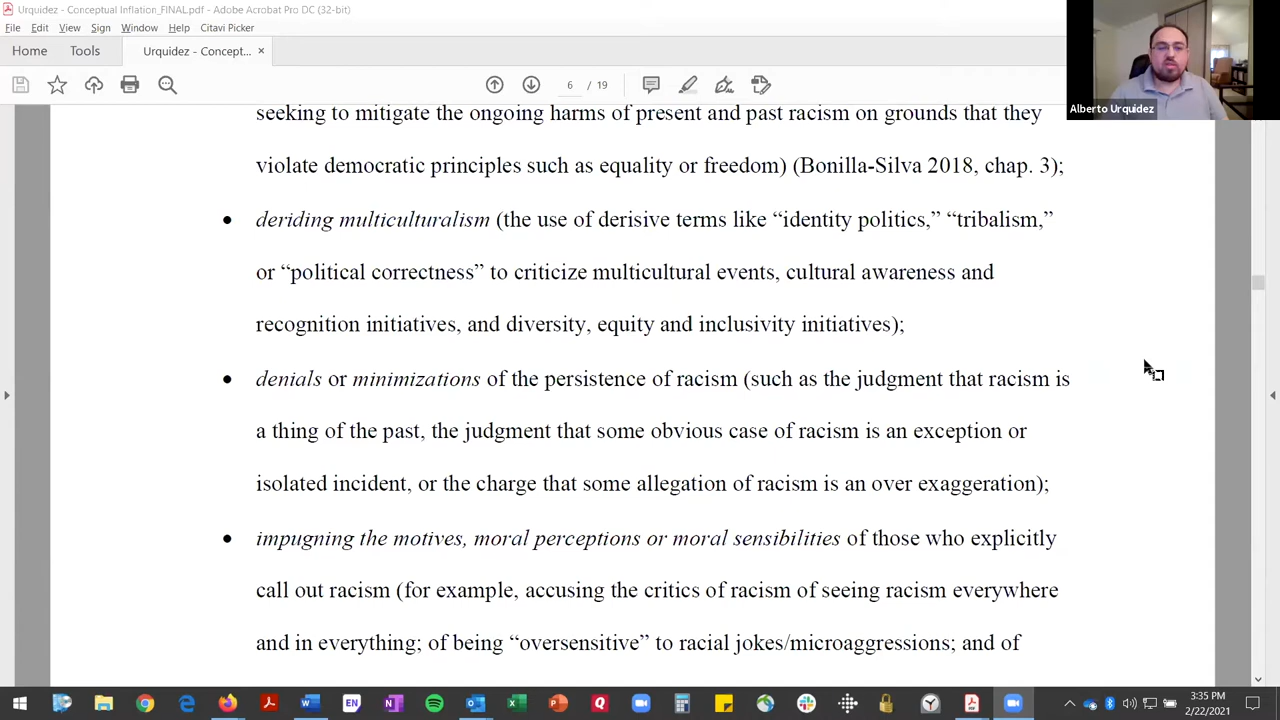 Urquidez - Conceptual Inflation_FINAL.pdf - Adobe Acrobat Pro DC (32-bit)
File Edit View Sign Window Help Citavi Picker
Home Tools Urquidez - Concept... ×
6 / 19
Alberto Urquidez
seeking to mitigate the ongoing harms of present and past racism on grounds that they
violate democratic principles such as equality or freedom) (Bonilla-Silva 2018, chap. 3);
• deriding multiculturalism (the use of derisive terms like “identity politics,” “tribalism,”
or “political correctness” to criticize multicultural events, cultural awareness and
recognition initiatives, and diversity, equity and inclusivity initiatives);
• denials or minimizations of the persistence of racism (such as the judgment that racism is
a thing of the past, the judgment that some obvious case of racism is an exception or
isolated incident, or the charge that some allegation of racism is an over exaggeration);
• impugning the motives, moral perceptions or moral sensibilities of those who explicitly
call out racism (for example, accusing the critics of racism of seeing racism everywhere
and in everything; of being “oversensitive” to racial jokes/microaggressions; and of
EN
3:35 PM
2/22/2021